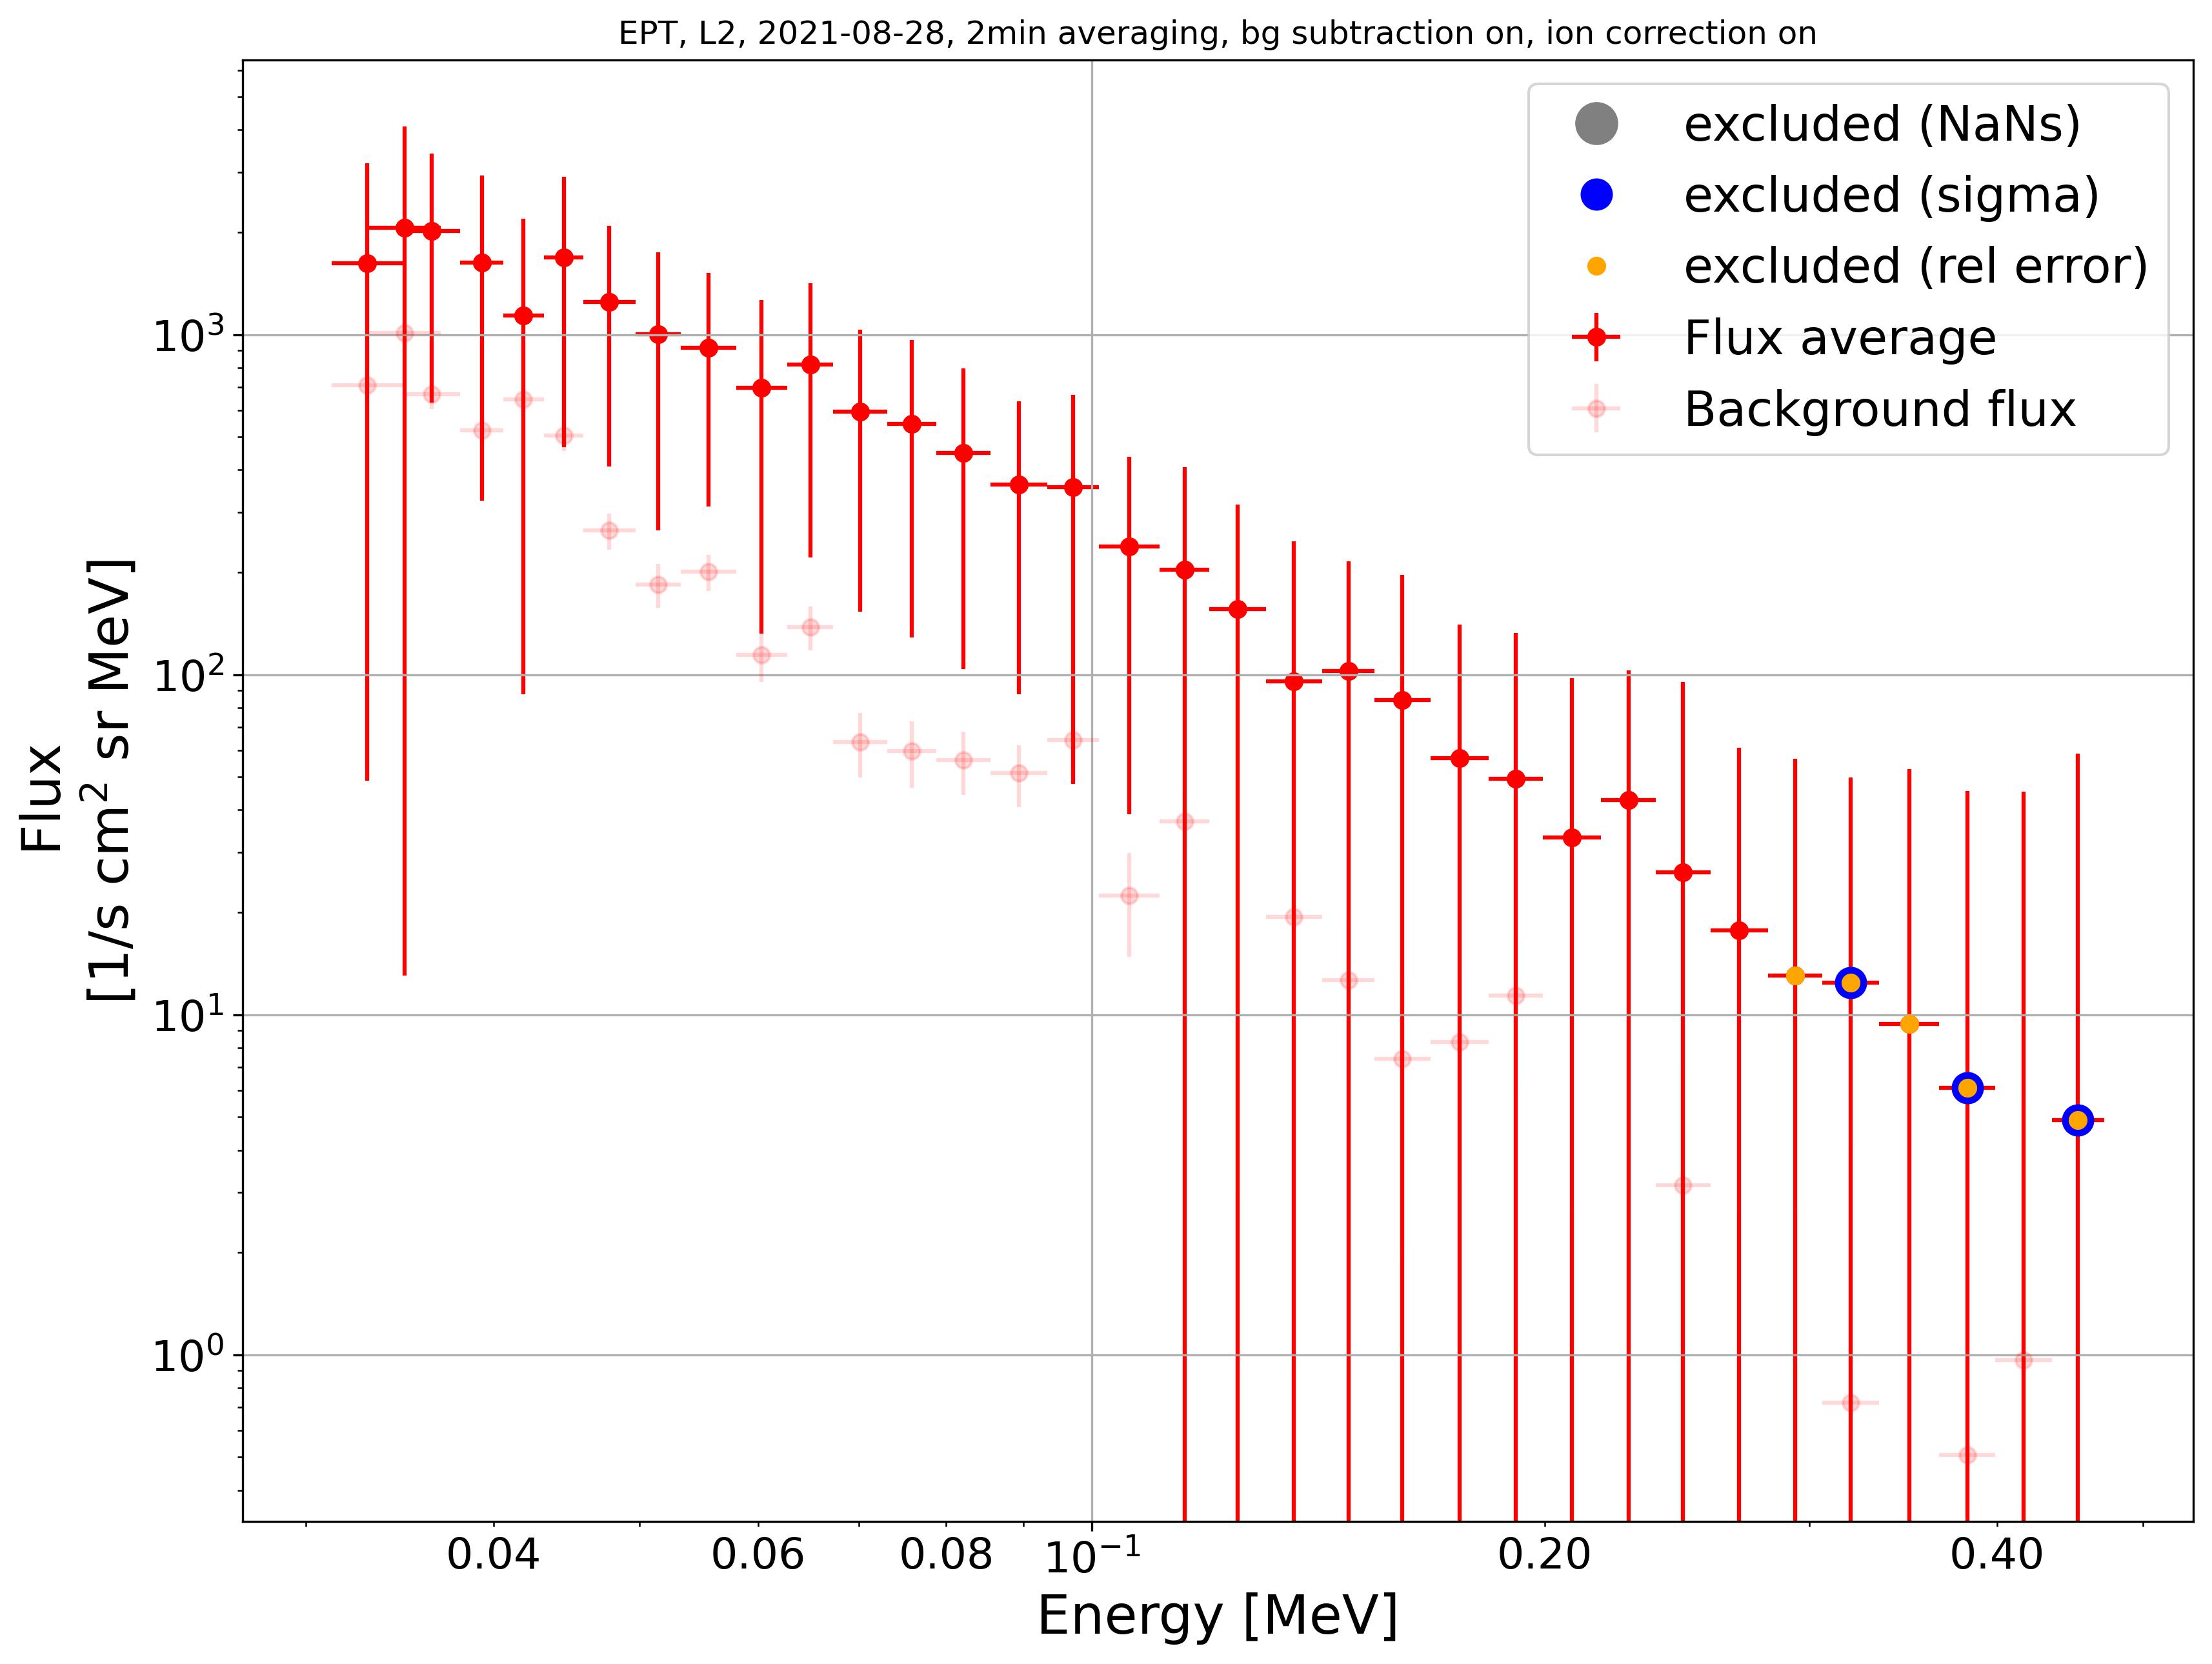 EPT, L2, 2021-08-28, 2min averaging, bg subtraction on, ion correction on
excluded (NaNs)
excluded (sigma)
excluded (rel error)
Flux average
Background flux
Flux
[1/s cm² sr MeV]
10³
10²
10¹
10⁰
0.04
0.06
0.08
10⁻¹
0.20
0.40
Energy [MeV]